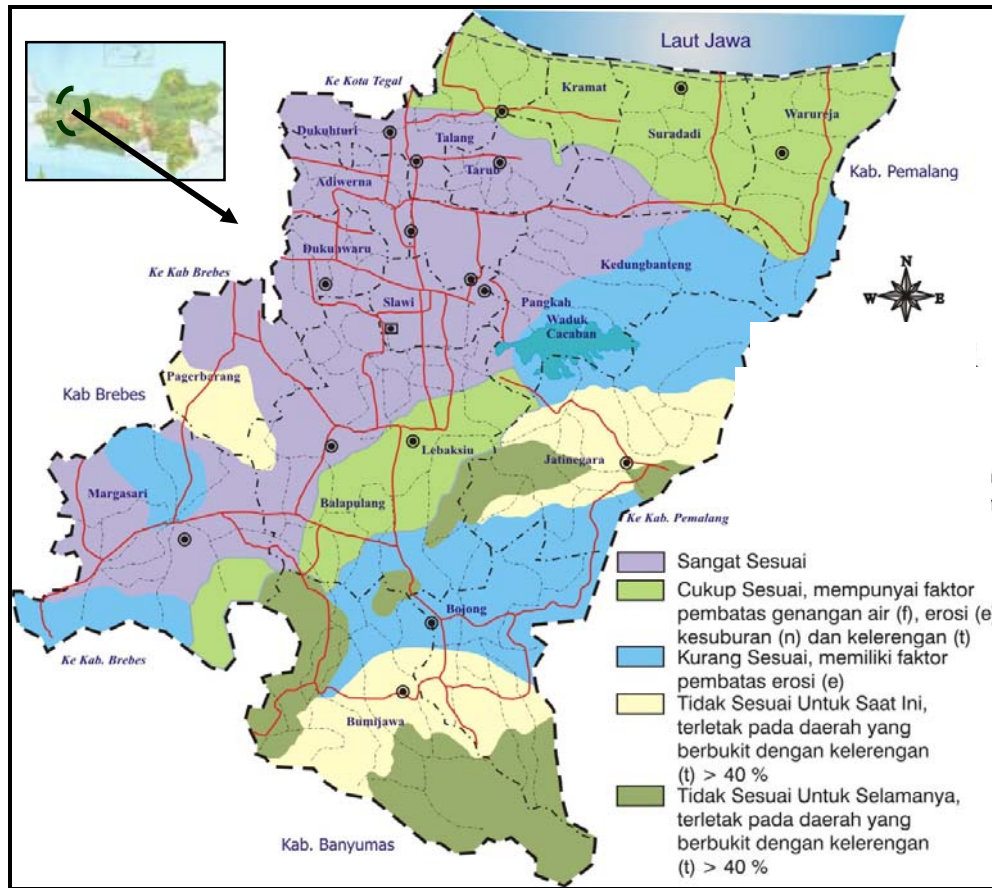 Laut Jawa
Ke Kota Tegal
Kramat
Dukuhturi
Talang
Suradadi
Warureja
Tarub
Adiwerna
Kab. Pemalang
Dukuhwaru
Ke Kab Brebes
Kedungbanteng
N
W E
S
Slawi
Pangkah
Waduk
Cacaban
Pagerbarang
Kab Brebes
Lebaksiu
Jatinegara
Margasari
Balapulang
Ke Kab. Pemalang
Bojong
Ke Kab. Brebes
Bumijawa
Kab. Banyumas
Sangat Sesuai
Cukup Sesuai, mempunyai faktor
pembatas genangan air (f), erosi (e
kesuburan (n) dan kelerengan (t)
Kurang Sesuai, memiliki faktor
pembatas erosi (e)
Tidak Sesuai Untuk Saat Ini,
terletak pada daerah yang
berbukit dengan kelerengan
(t) > 40 %
Tidak Sesuai Untuk Selamanya,
terletak pada daerah yang
berbukit dengan kelerengan
(t) > 40 %